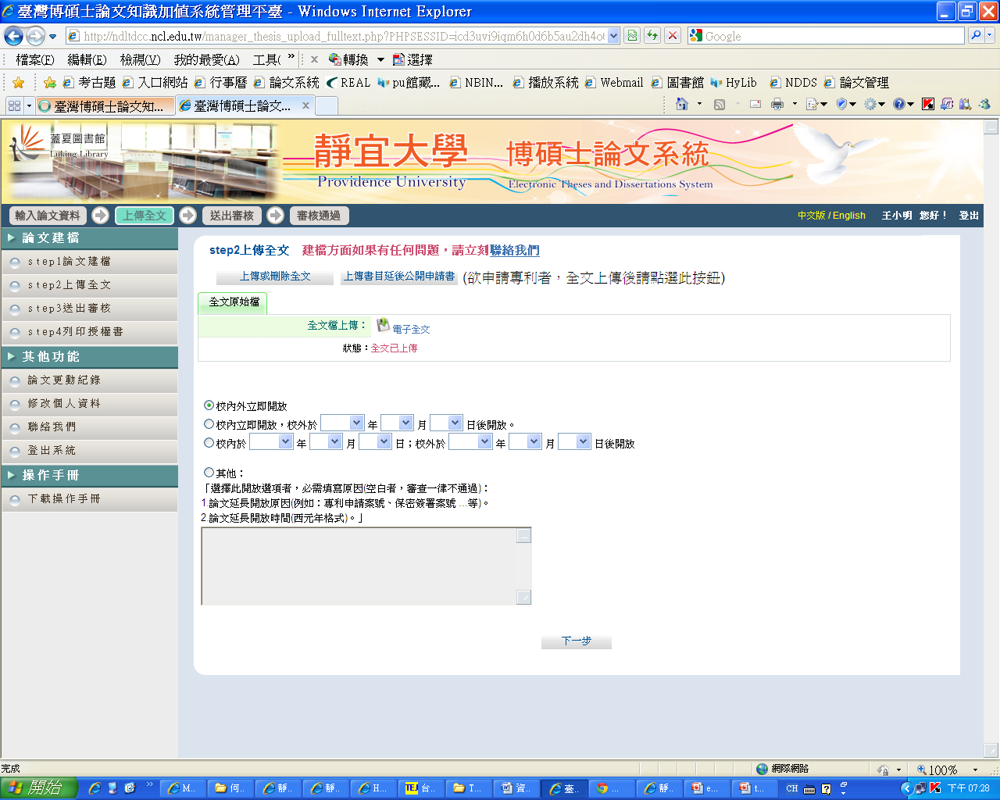 臺灣博碩士論文知識加值系統管理平臺 - Windows Internet Explorer
http://ndltdcc.ncl.edu.tw/manager_thesis_upload_fulltext.php?PHPSESSID=icd3uvi9iqm6h0d6b5au2dh4o
Google
檔案(F) 編輯(E) 檢視(V) 我的最愛(A) 工具( » × 轉換 選擇
考古題 入口網站 行事曆 論文系統 REAL pu館藏... NBIN... 播放系統 Webmail 圖書館 HyLib NDDS 論文管理
臺灣博碩士論文知... 臺灣博碩士論文...
蓋夏圖書館
Luking Library
靜宜大學 博碩士論文系統
Providence University Electronic Theses and Dissertations System
輸入論文資料 上傳全文 送出審核 審核通過 中文版 / English 王小明 您好！ 登出
論文建檔
step1論文建檔
step2上傳全文
step3送出審核
step4列印授權書
其他功能
論文更動紀錄
修改個人資料
聯絡我們
登出系統
操作手冊
下載操作手冊
step2上傳全文 建檔方面如果有任何問題，請立刻聯絡我們
上傳或刪除全文 上傳書目延後公開申請書 (欲申請專利者，全文上傳後請點選此按鈕)
全文原始檔
全文檔上傳： 電子全文
狀態：全文已上傳
校內外立即開放
校內立即開放，校外於 年 月 日後開放。
校內於 年 月 日；校外於 年 月 日後開放
其他：
「選擇此開放選項者，必需填寫原因(空白者，審查一律不通過)：
1.論文延長開放原因(例如：專利申請案號、保密簽署案號 ...等)。
2.論文延長開放時間(西元年格式)。」
下一步
完成 網際網路 100%
開始 » M... 何... 靜... 靜... H... TEJ 台... T... 資... 臺... ... 靜... e... t... CH 下午 07:28